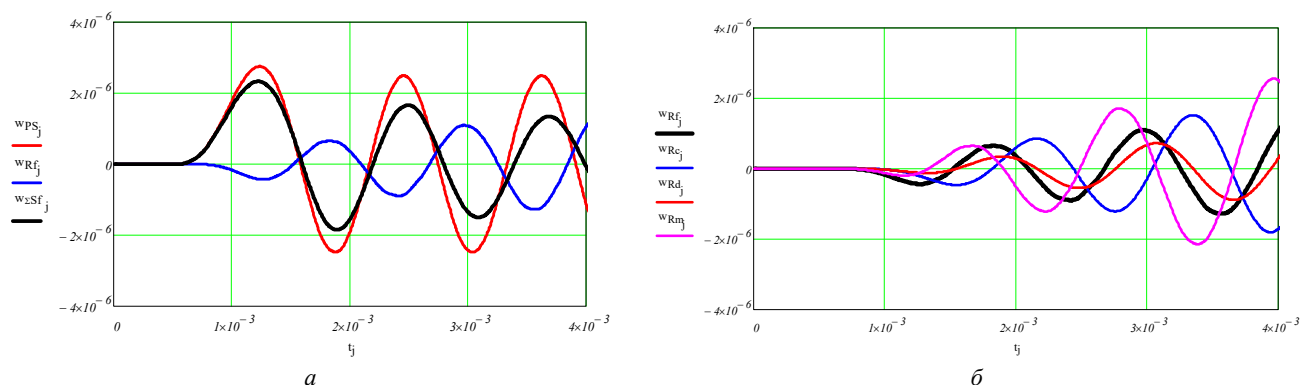 4×10⁻⁶
2×10⁻⁶
0
−2×10⁻⁶
−4×10⁻⁶
w_PS_j
w_Rf_j
w_ΣSf_j
0
1×10⁻³
2×10⁻³
3×10⁻³
4×10⁻³
t_j
а
4×10⁻⁶
2×10⁻⁶
0
−2×10⁻⁶
−4×10⁻⁶
w_Rf_j
w_Rc_j
w_Rd_j
w_Rm_j
0
1×10⁻³
2×10⁻³
3×10⁻³
4×10⁻³
t_j
б